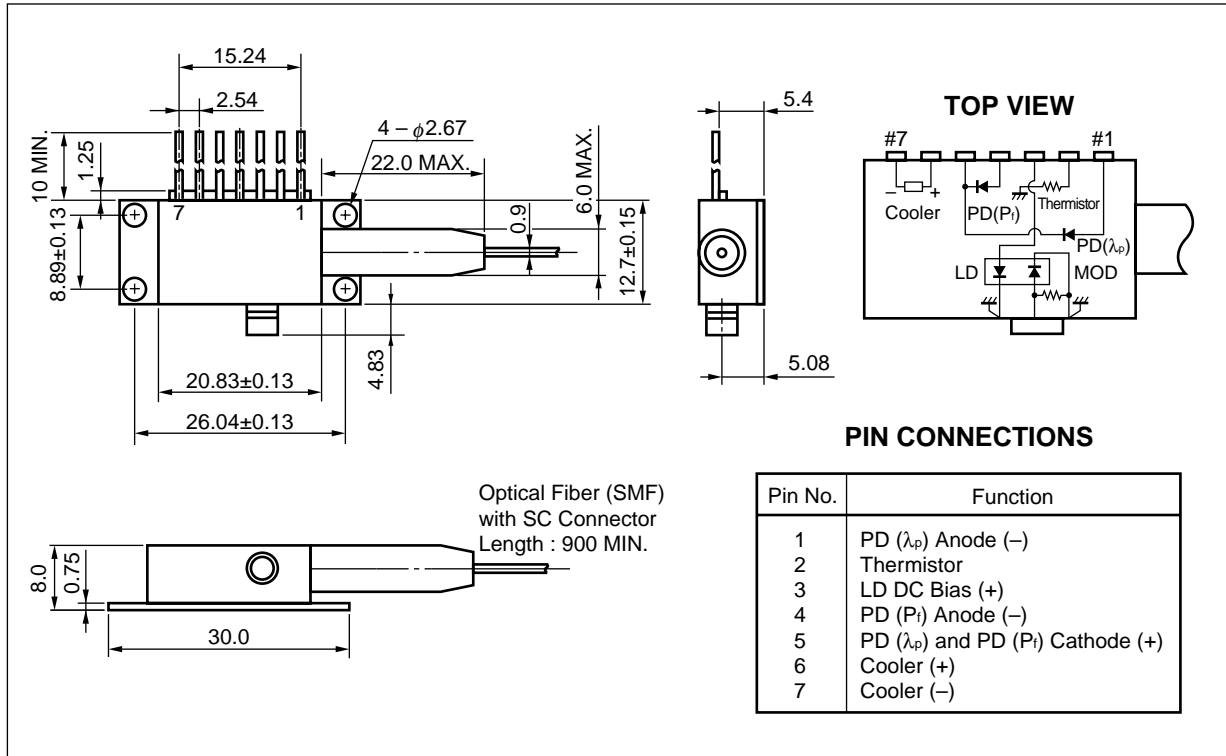 15.24
2.54
4 – ϕ2.67
22.0 MAX.
10 MIN.
1.25
6.0 MAX.
0.9
7 1
8.89±0.13
12.7±0.15
4.83
20.83±0.13
26.04±0.13
5.4
5.08
TOP VIEW
#7 #1
– +
Cooler
PD(Pf)
Thermistor
PD(λp)
LD
MOD
Optical Fiber (SMF)
with SC Connector
Length : 900 MIN.
8.0
0.75
30.0
PIN CONNECTIONS
Pin No. Function
1 PD (λp) Anode (–)
2 Thermistor
3 LD DC Bias (+)
4 PD (Pf) Anode (–)
5 PD (λp) and PD (Pf) Cathode (+)
6 Cooler (+)
7 Cooler (–)